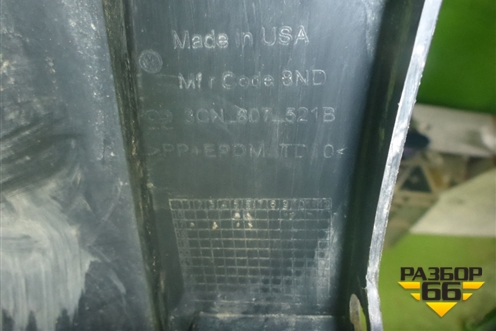 Made in USA
Mfr Code 8ND
3CN 807 521B
>PP+EPDM-TD10<
РАЗБОР
66